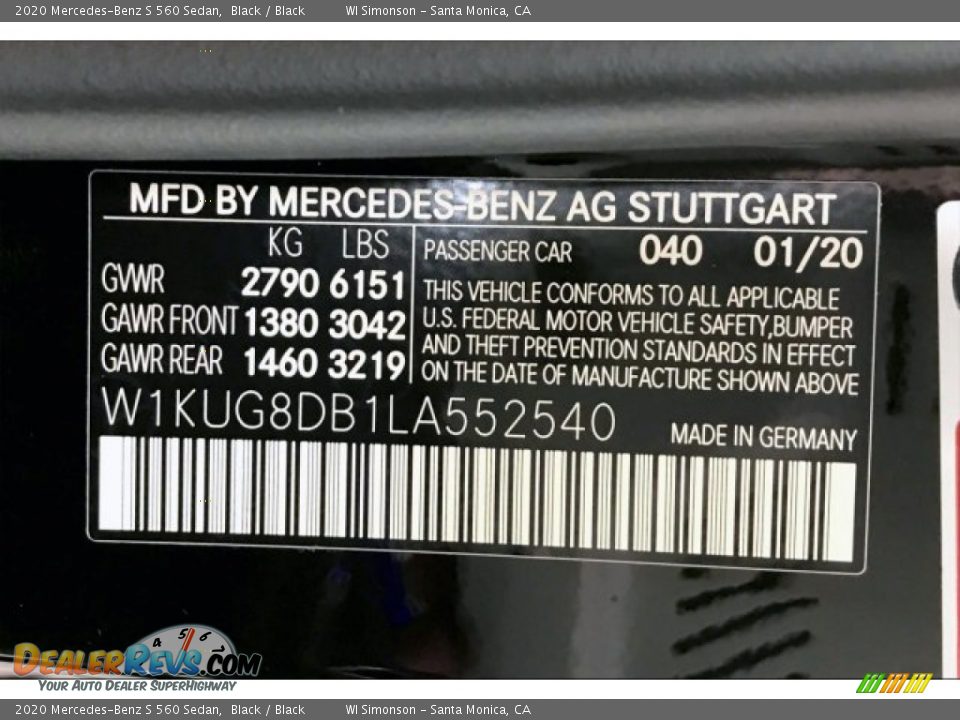 2020 Mercedes-Benz S 560 Sedan, Black / Black WI Simonson - Santa Monica, CA
MFD BY MERCEDES-BENZ AG STUTTGART
KG LBS PASSENGER CAR 040 01/20
GVWR 2790 6151
GAWR FRONT 1380 3042
GAWR REAR 1460 3219
THIS VEHICLE CONFORMS TO ALL APPLICABLE
U.S. FEDERAL MOTOR VEHICLE SAFETY,BUMPER
AND THEFT PREVENTION STANDARDS IN EFFECT
ON THE DATE OF MANUFACTURE SHOWN ABOVE
W1KUG8DB1LA552540
MADE IN GERMANY
4 5 6
DEALERREVS.COM
YOUR AUTO DEALER SUPERHIGHWAY
2020 Mercedes-Benz S 560 Sedan, Black / Black WI Simonson - Santa Monica, CA